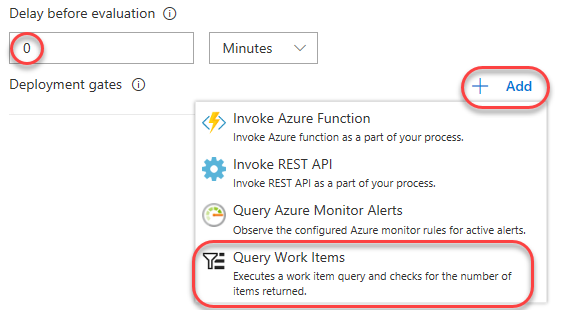 Delay before evaluation
0 Minutes
Deployment gates
Add
Invoke Azure Function
Invoke Azure function as a part of your process.
Invoke REST API
Invoke REST API as a part of your process.
Query Azure Monitor Alerts
Observe the configured Azure monitor rules for active alerts.
Query Work Items
Executes a work item query and checks for the number of
items returned.